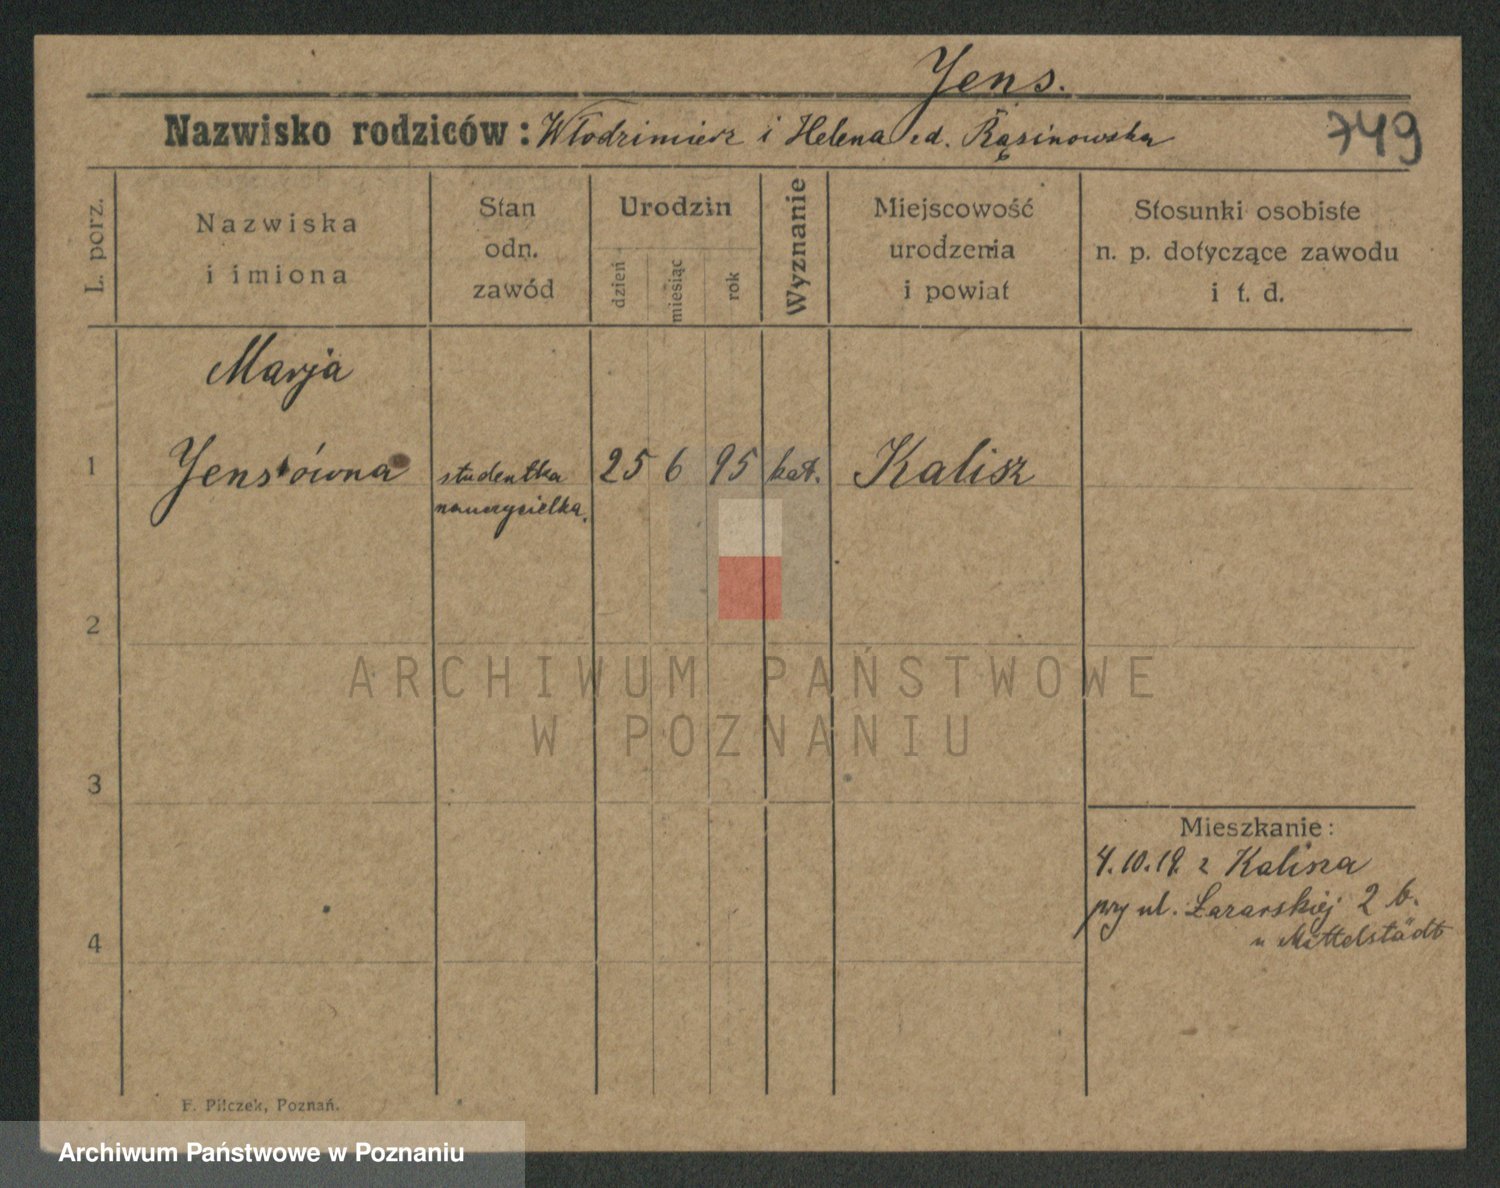 Jens.
Nazwisko rodziców: Włodzimierz i Helena
749
L. porz.
Nazwiska
i imiona
Stan
odn.
zawód
Urodzin
dzień
miesiąc
rok
Wyznanie
Miejscowość
urodzenia
i powiat
Stosunki osobiste
n. p. dotyczące zawodu
i t. d.
Marja
1 Jensówna studentka 25 6 95 kat. Kalisz
nauczycielka.
2
ARCHIWUM PAŃSTWOWE
W POZNANIU
3
Mieszkanie:
4.10.19. z Kalisza
przy ul. Łazarskiej 2 b.
u Mittelstädt
4
F. Pilczek, Poznań.
Archiwum Państwowe w Poznaniu